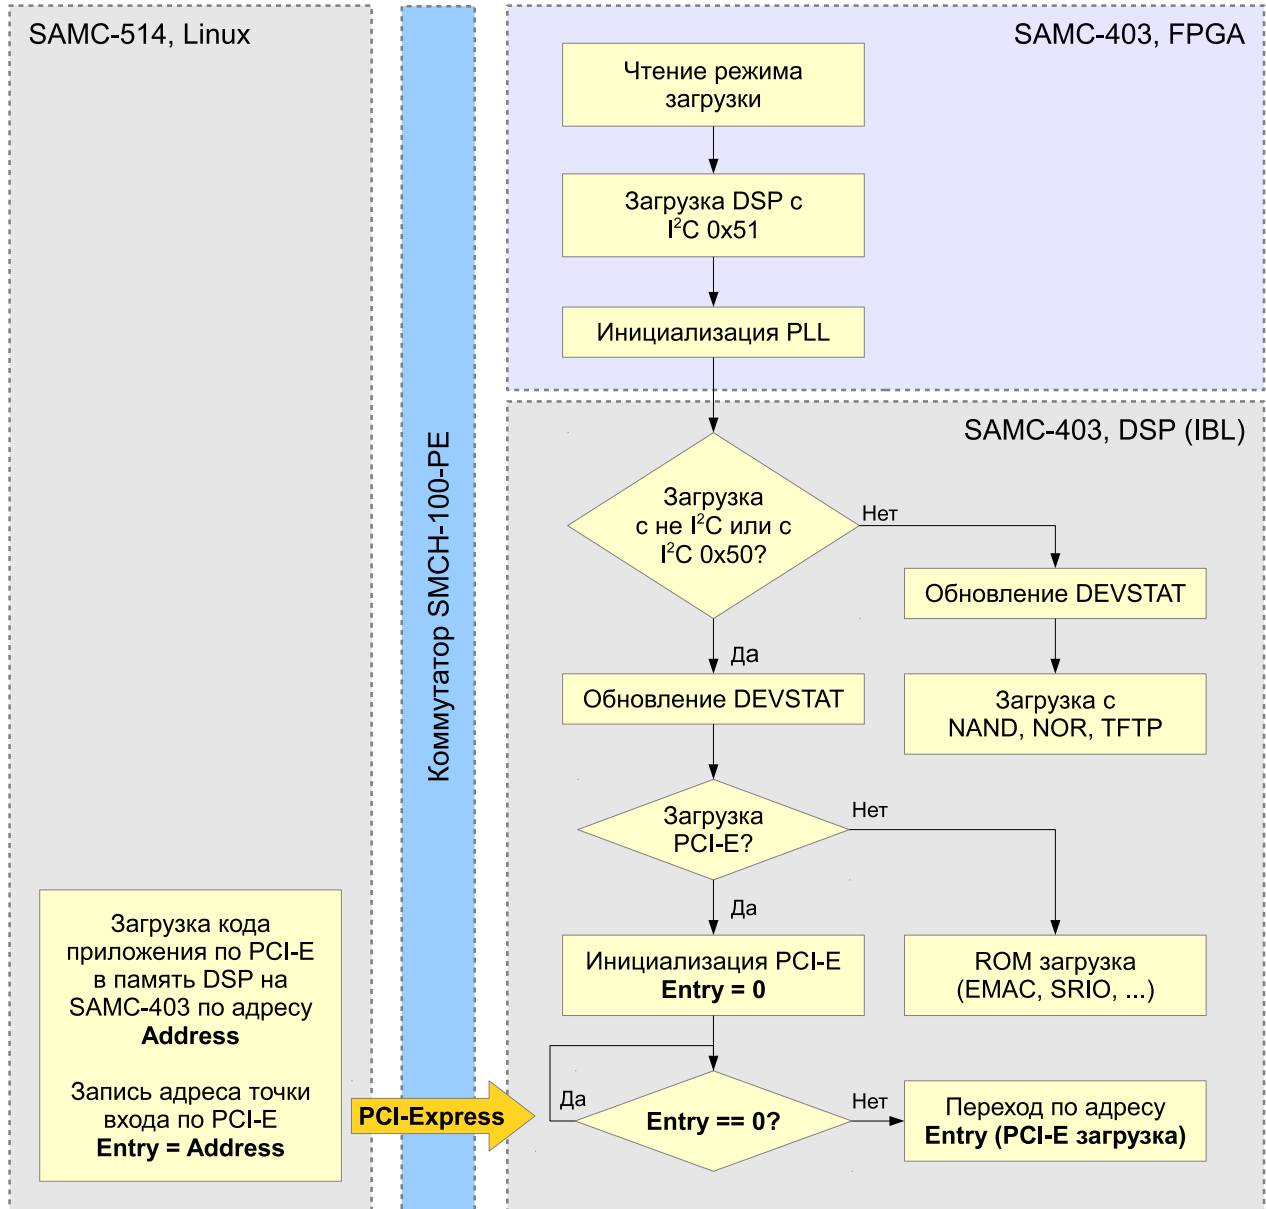 SAMC-514, Linux
Загрузка кода
приложения по PCI-E
в память DSP на
SAMC-403 по адресу
Address
Запись адреса точки
входа по PCI-E
Entry = Address
Коммутатор SMCH-100-PE
PCI-Express
SAMC-403, FPGA
Чтение режима
загрузки
Загрузка DSP с
I²C 0x51
Инициализация PLL
SAMC-403, DSP (IBL)
Загрузка
с не I²C или с
I²C 0x50?
Нет
Обновление DEVSTAT
Загрузка с
NAND, NOR, TFTP
Да
Обновление DEVSTAT
Загрузка
PCI-E?
Нет
ROM загрузка
(EMAC, SRIO, ...)
Да
Инициализация PCI-E
Entry = 0
Да
Entry == 0?
Нет
Переход по адресу
Entry (PCI-E загрузка)